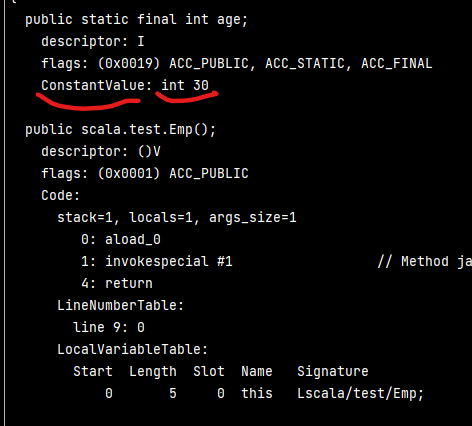 {
public static final int age;
descriptor: I
flags: (0x0019) ACC_PUBLIC, ACC_STATIC, ACC_FINAL
ConstantValue: int 30
public scala.test.Emp();
descriptor: ()V
flags: (0x0001) ACC_PUBLIC
Code:
stack=1, locals=1, args_size=1
0: aload_0
1: invokespecial #1 // Method ja
4: return
LineNumberTable:
line 9: 0
LocalVariableTable:
Start Length Slot Name Signature
0 5 0 this Lscala/test/Emp;